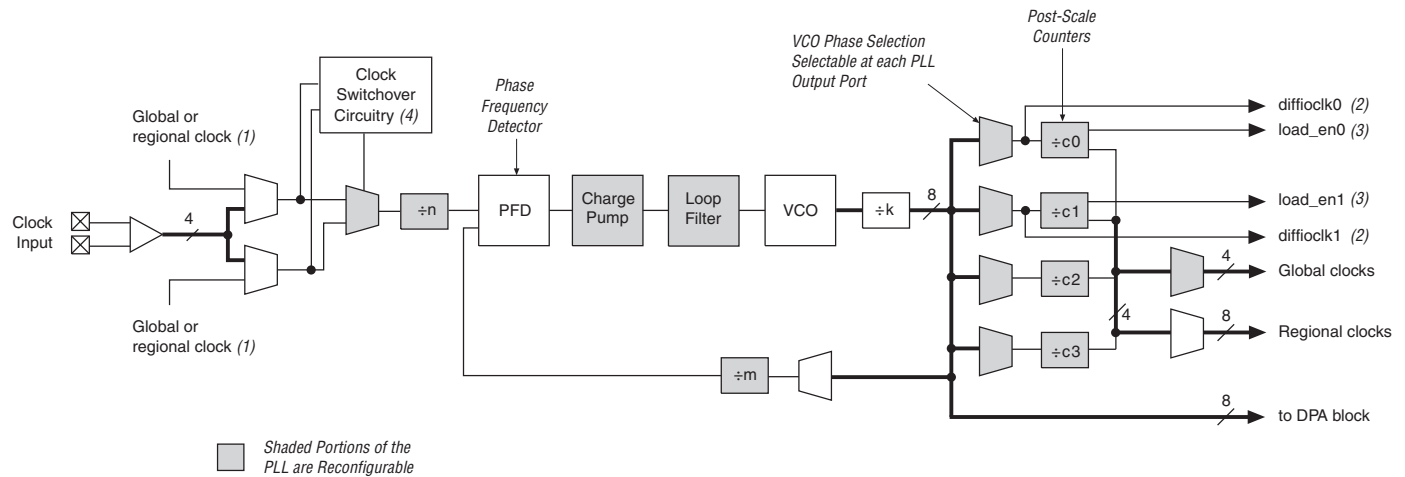 Post-Scale
Counters
VCO Phase Selection
Selectable at each PLL
Output Port
Clock
Switchover
Circuitry (4)
Phase
Frequency
Detector
Global or
regional clock (1)
diffioclk0 (2)
load_en0 (3)
÷c0
Clock
Input
4
÷n
PFD
Charge
Pump
Loop
Filter
VCO
÷k
8
÷c1
load_en1 (3)
diffioclk1 (2)
÷c2
4
Global clocks
Global or
regional clock (1)
4
8
Regional clocks
÷c3
÷m
8
to DPA block
Shaded Portions of the
PLL are Reconfigurable